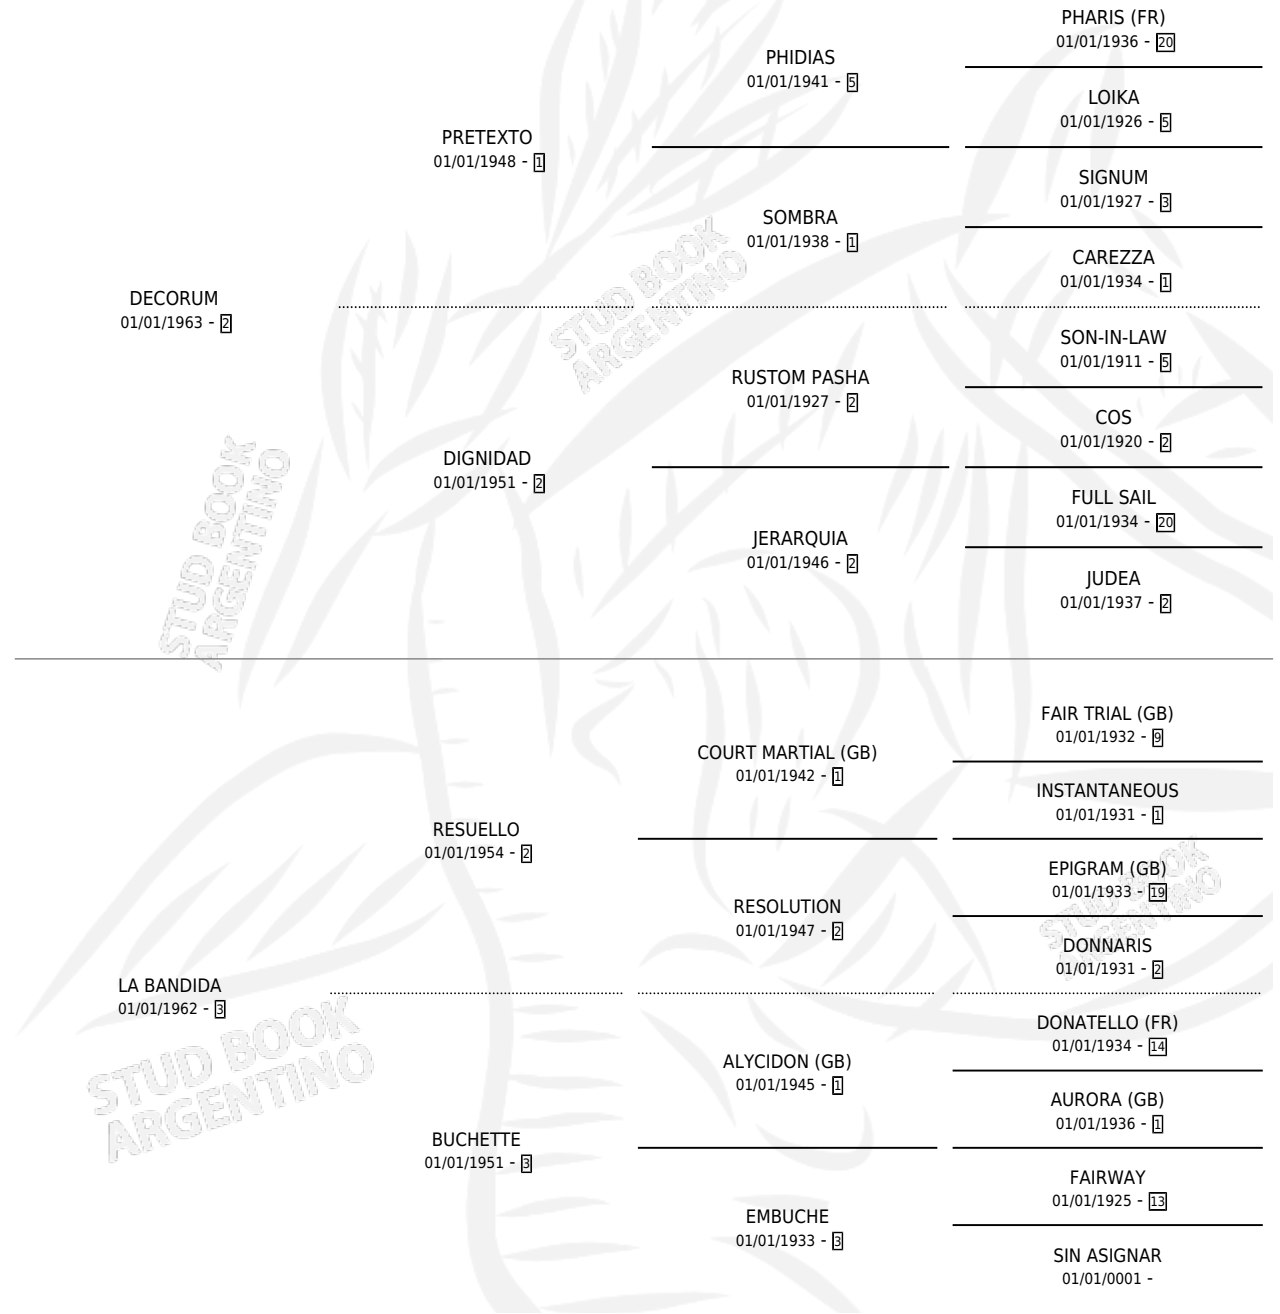 PHARIS (FR)
01/01/1936 - 20
PHIDIAS
01/01/1941 - 5
LOIKA
01/01/1926 - 5
PRETEXTO
01/01/1948 - 1
SIGNUM
01/01/1927 - 3
SOMBRA
01/01/1938 - 1
CAREZZA
01/01/1934 - 1
DECORUM
01/01/1963 - 2
SON-IN-LAW
01/01/1911 - 5
RUSTOM PASHA
01/01/1927 - 2
COS
01/01/1920 - 2
DIGNIDAD
01/01/1951 - 2
FULL SAIL
01/01/1934 - 20
JERARQUIA
01/01/1946 - 2
JUDEA
01/01/1937 - 2
FAIR TRIAL (GB)
01/01/1932 - 9
COURT MARTIAL (GB)
01/01/1942 - 1
INSTANTANEOUS
01/01/1931 - 1
RESUELLO
01/01/1954 - 2
EPIGRAM (GB)
01/01/1933 - 19
RESOLUTION
01/01/1947 - 2
DONNARIS
01/01/1931 - 2
LA BANDIDA
01/01/1962 - 3
DONATELLO (FR)
01/01/1934 - 14
ALYCIDON (GB)
01/01/1945 - 1
AURORA (GB)
01/01/1936 - 1
BUCHETTE
01/01/1951 - 3
FAIRWAY
01/01/1925 - 13
EMBUCHE
01/01/1933 - 3
SIN ASIGNAR
01/01/0001 -
STUD BOOK
ARGENTINO
STUD BOOK
ARGENTINO
STUD BOOK
ARGENTINO
STUD BOOK
ARGENTINO